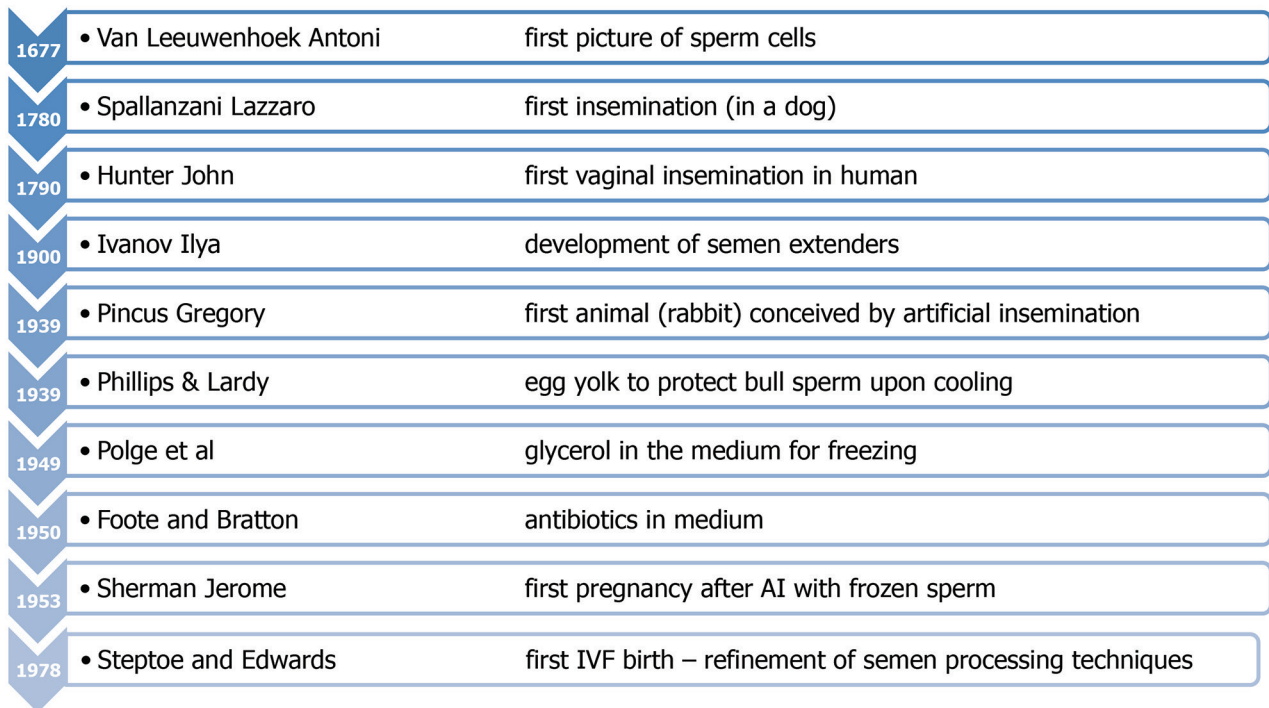 1677 • Van Leeuwenhoek Antoni first picture of sperm cells
1780 • Spallanzani Lazzaro first insemination (in a dog)
1790 • Hunter John first vaginal insemination in human
1900 • Ivanov Ilya development of semen extenders
1939 • Pincus Gregory first animal (rabbit) conceived by artificial insemination
1939 • Phillips & Lardy egg yolk to protect bull sperm upon cooling
1949 • Polge et al glycerol in the medium for freezing
1950 • Foote and Bratton antibiotics in medium
1953 • Sherman Jerome first pregnancy after AI with frozen sperm
1978 • Steptoe and Edwards first IVF birth – refinement of semen processing techniques